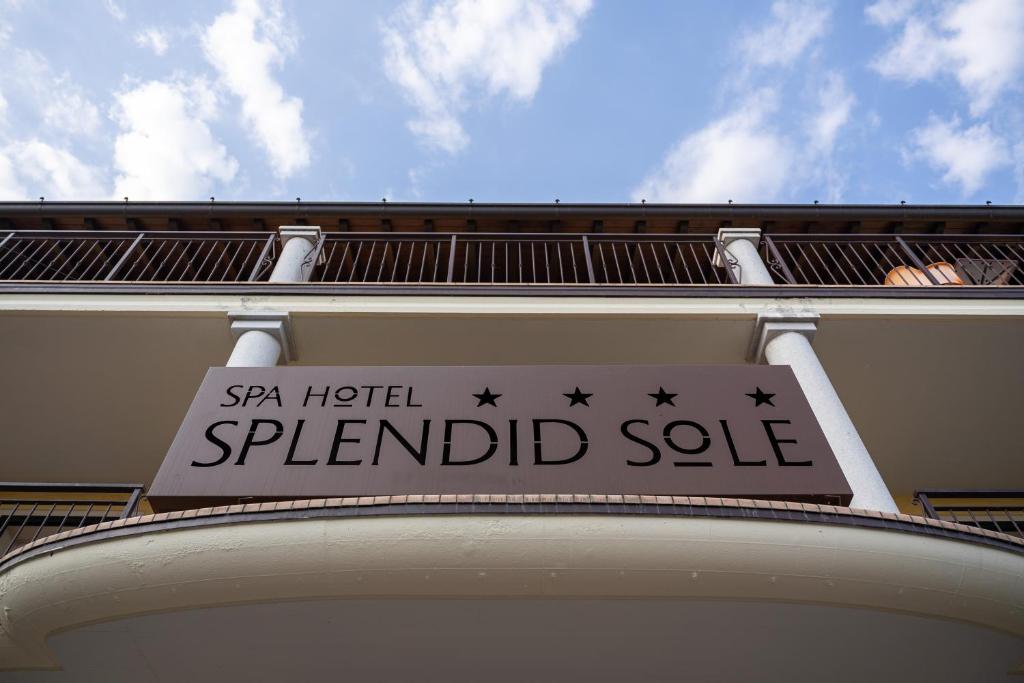 SPA HOTEL ★ ★ ★ ★
SPLENDID SOLE